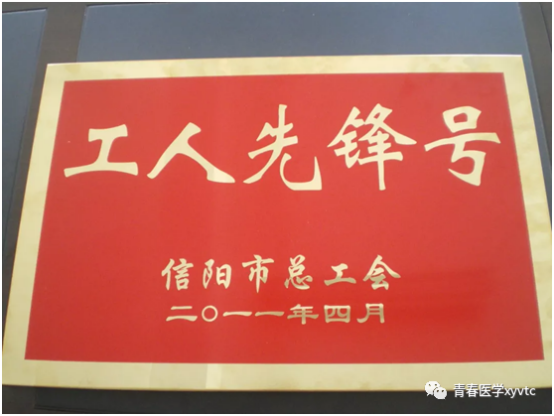 工人先锋号
信阳市总工会
二〇一一年四月
青春医学xyvtc